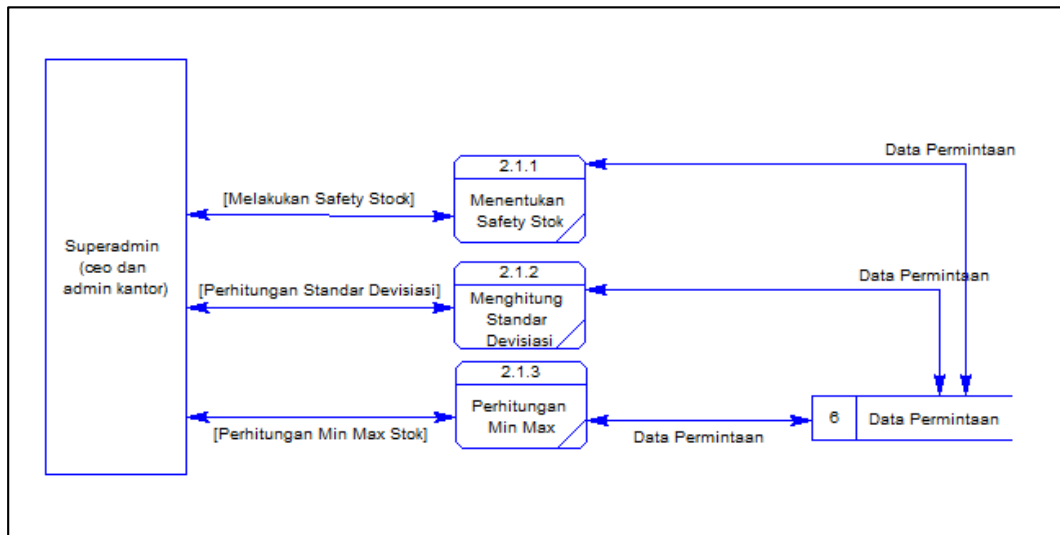 Data Permintaan
2.1.1
[Melakukan Safety Stock]
Menentukan
Safety Stok
Superadmin
(ceo dan
admin kantor)
2.1.2
Data Permintaan
[Perhitungan Standar Devisiasi]
Menghitung
Standar
Devisiasi
2.1.3
Perhitungan
Min Max
[Perhitungan Min Max Stok]
Data Permintaan
6
Data Permintaan